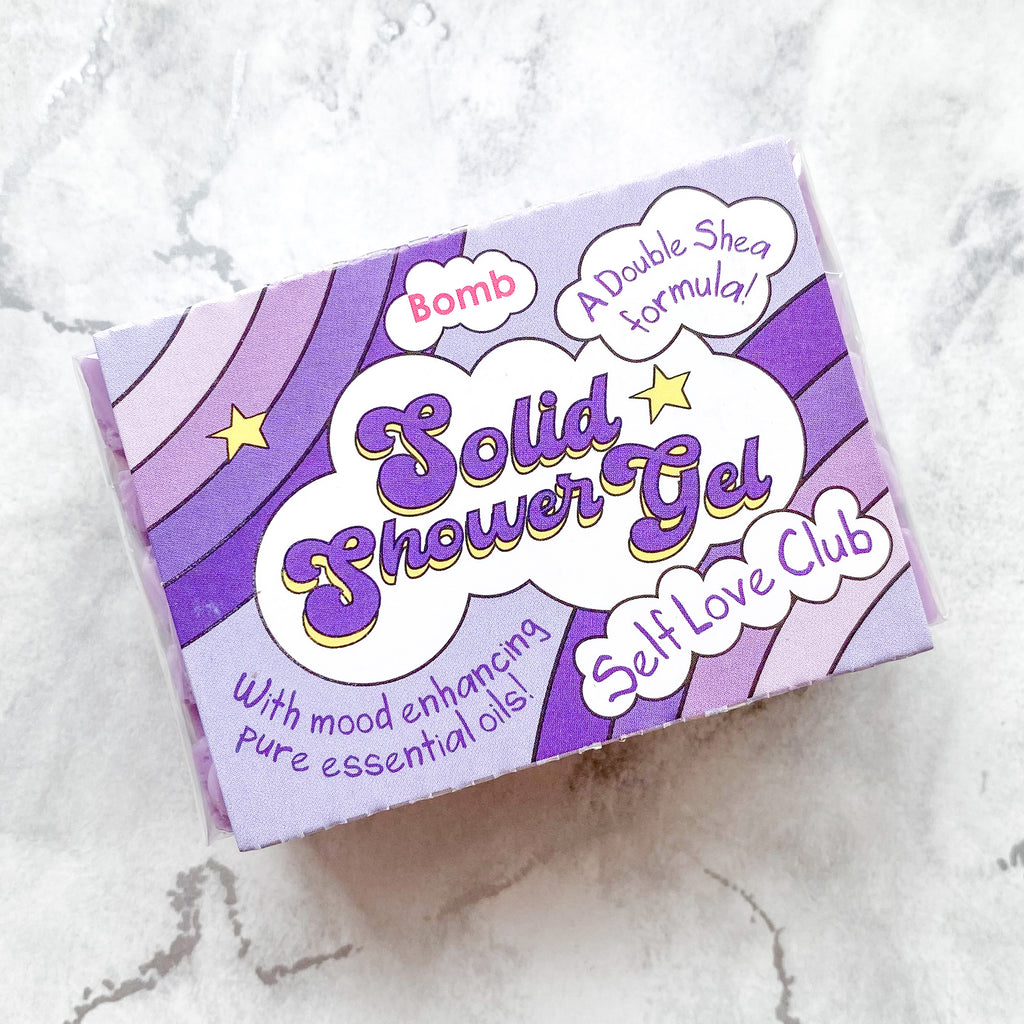 Bomb
A Double Shea
formula!
Solid
Shower Gel
Self Love Club
With mood enhancing
pure essential oils!